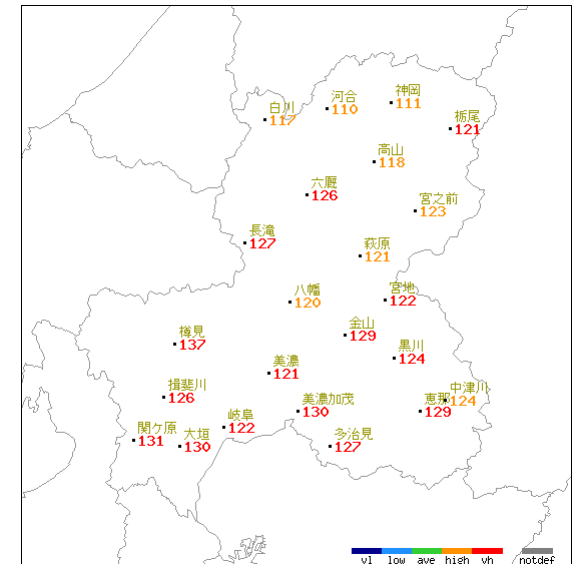 神岡
111
河合
110
白川
117
栃尾
121
高山
118
六厩
126
宮之前
123
長滝
127
萩原
121
八幡
120
宮地
122
金山
129
樽見
137
黒川
124
美濃
121
揖斐川
126
中津川
124
美濃加茂
130
恵那
129
岐阜
122
関ケ原
131
大垣
130
多治見
127
vl low ave high vh notdef